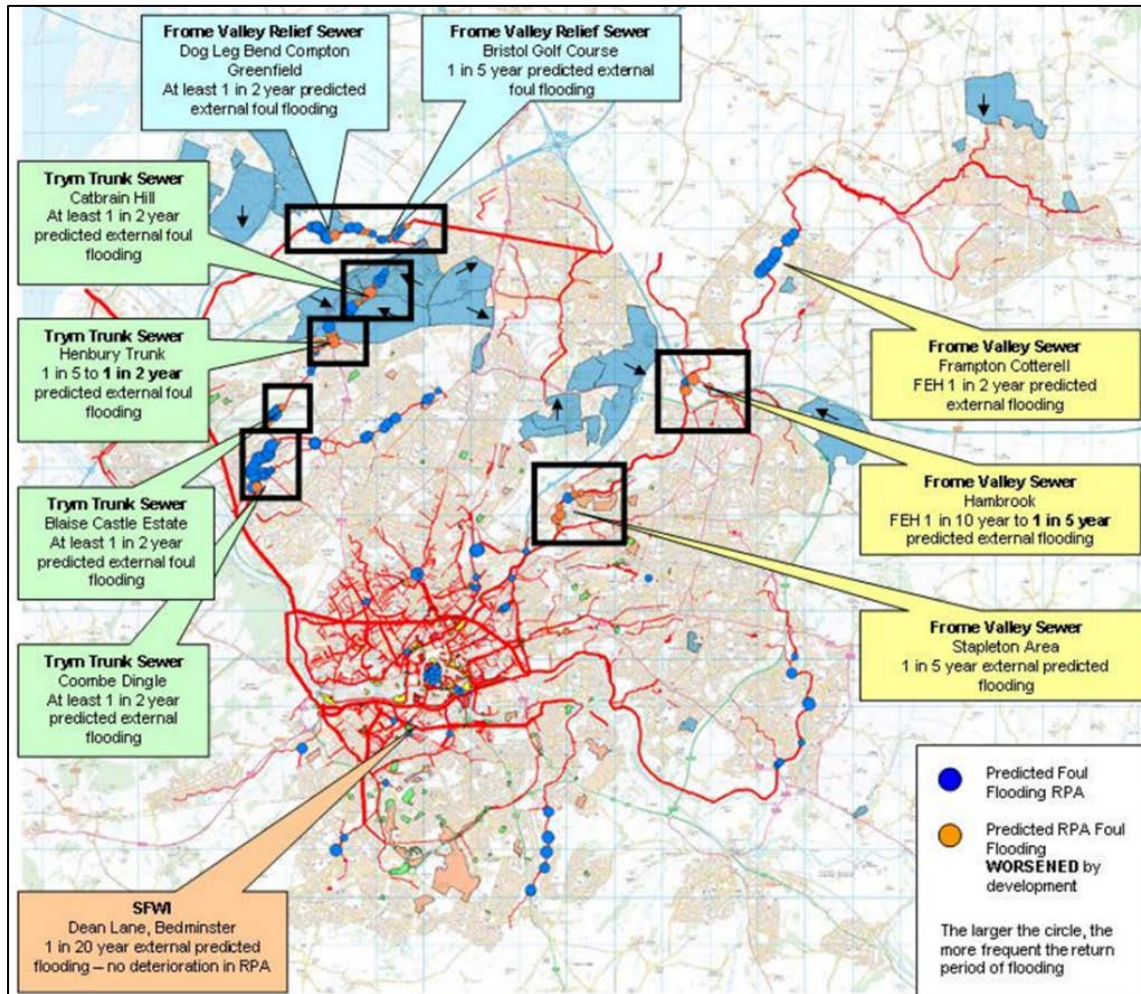 Frome Valley Relief Sewer
Dog Leg Bend Compton
Greenfield
At least 1 in 2 year predicted
external foul flooding
Frome Valley Relief Sewer
Bristol Golf Course
1 in 5 year predicted external
foul flooding
Trym Trunk Sewer
Catbrain Hill
At least 1 in 2 year
predicted external foul
flooding
Trym Trunk Sewer
Henbury Trunk
1 in 5 to 1 in 2 year
predicted external foul
flooding
Trym Trunk Sewer
Blaise Castle Estate
At least 1 in 2 year
predicted external foul
flooding
Trym Trunk Sewer
Coombe Dingle
At least 1 in 2 year
predicted external
flooding
SFWI
Dean Lane, Bedminster
1 in 20 year external predicted
flooding – no deterioration in RPA
Frome Valley Sewer
Frampton Cotterell
FEH 1 in 2 year predicted
external flooding
Frome Valley Sewer
Hambrook
FEH 1 in 10 year to 1 in 5 year
predicted external flooding
Frome Valley Sewer
Stapleton Area
1 in 5 year external predicted
flooding
Predicted Foul
Flooding RPA
Predicted RPA Foul
Flooding
WORSENED by
development
The larger the circle, the
more frequent the return
period of flooding